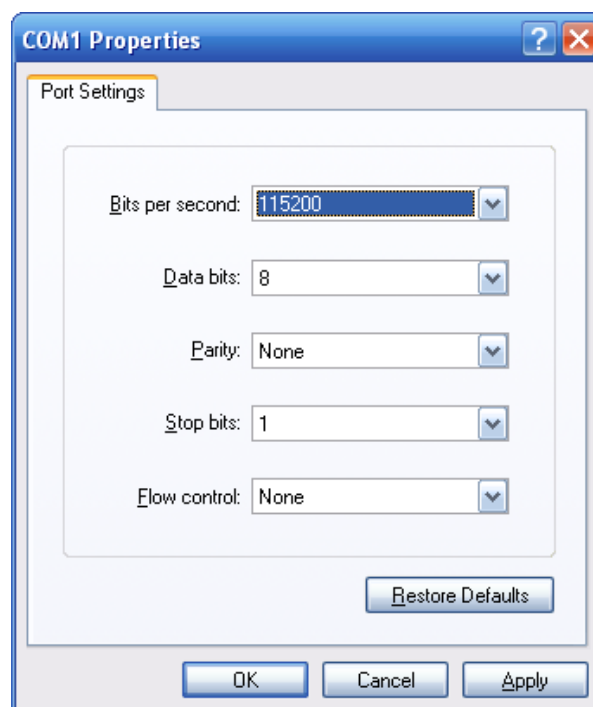 COM1 Properties
Port Settings
Bits per second: 115200
Data bits: 8
Parity: None
Stop bits: 1
Flow control: None
Restore Defaults
OK Cancel Apply